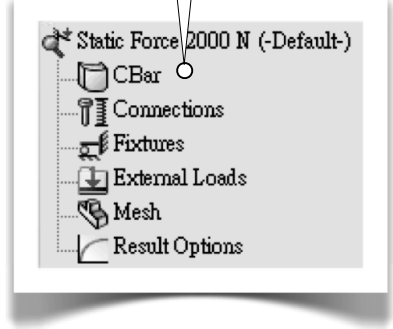 Static Force 2000 N (-Default-)
CBar
Connections
Fixtures
External Loads
Mesh
Result Options